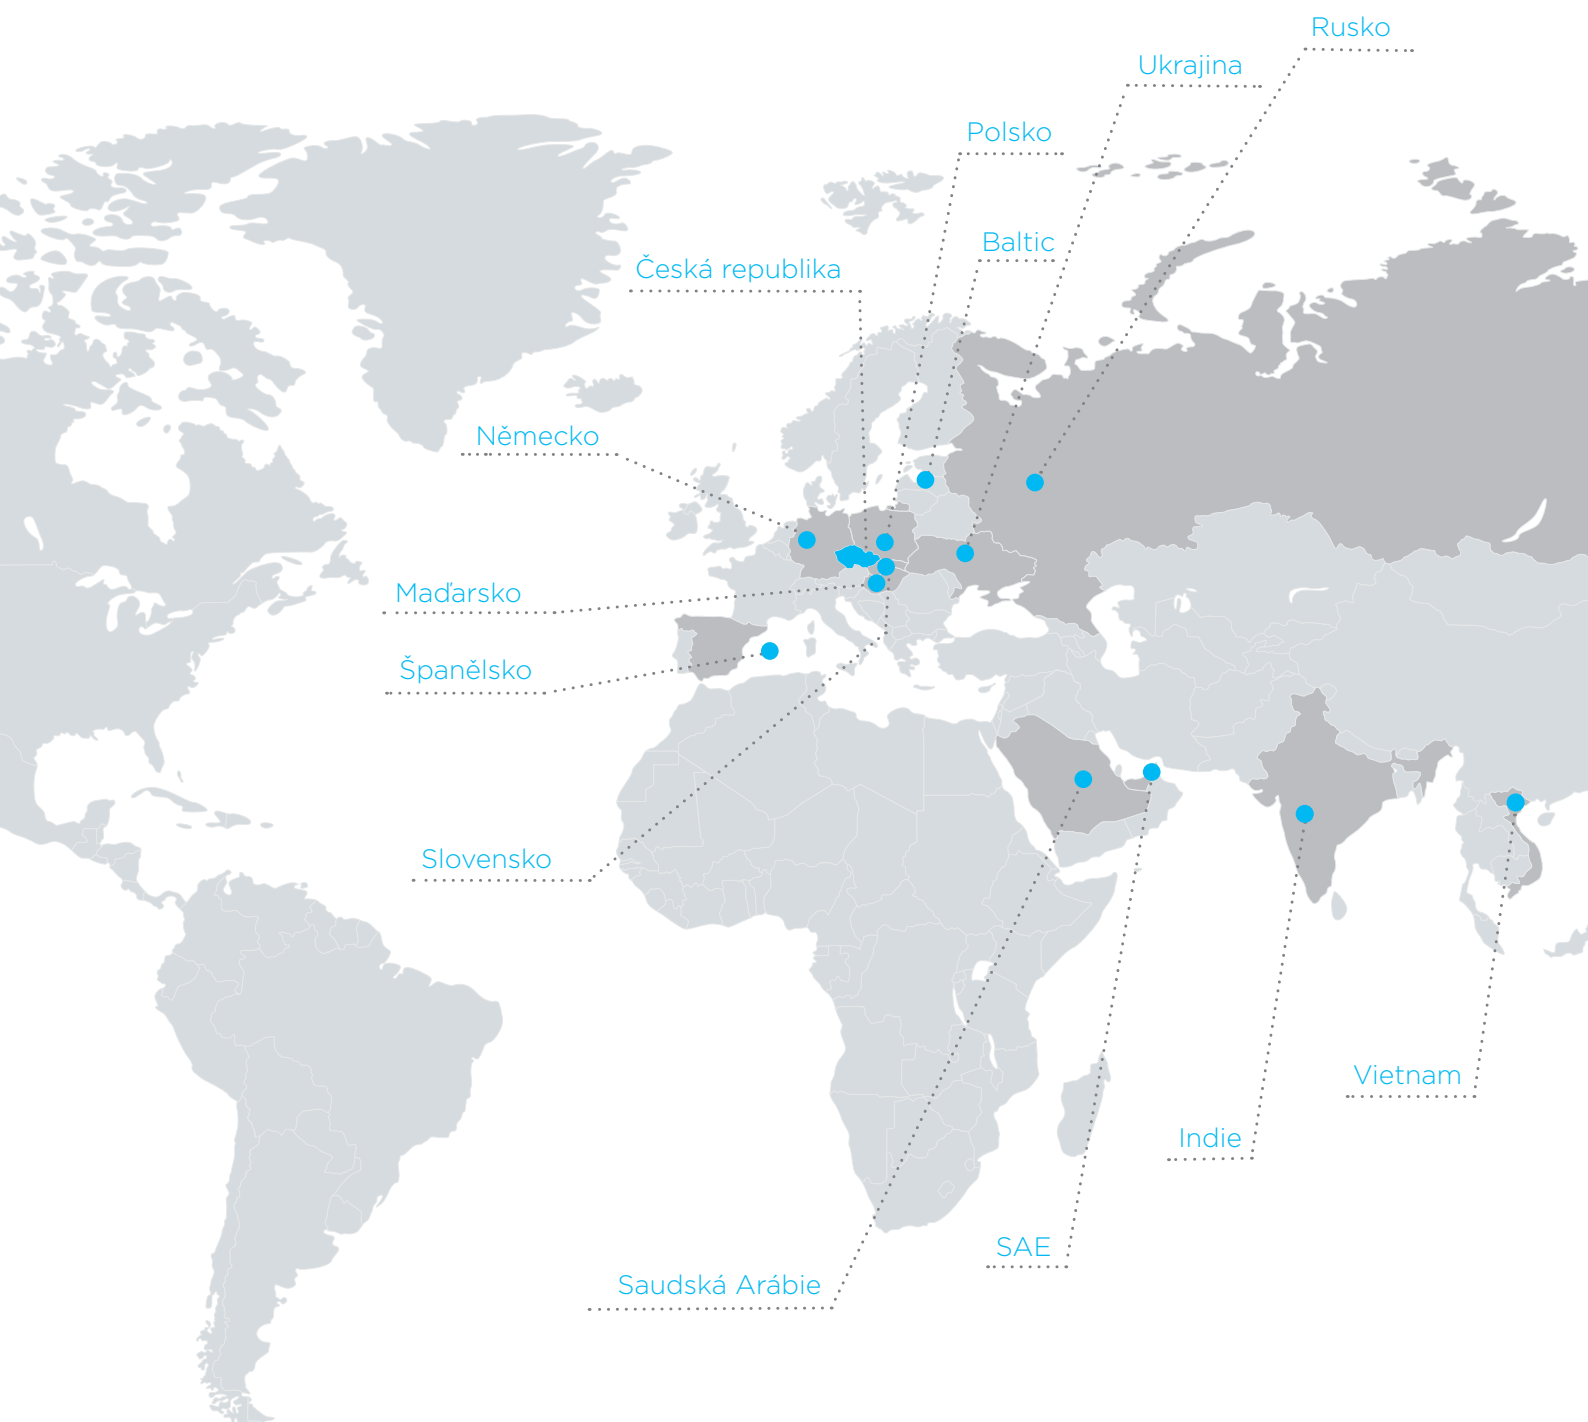 Rusko
Ukrajina
Polsko
Baltic
Česká republika
Německo
Maďarsko
Španělsko
Slovensko
Vietnam
Indie
SAE
Saudská Arábie